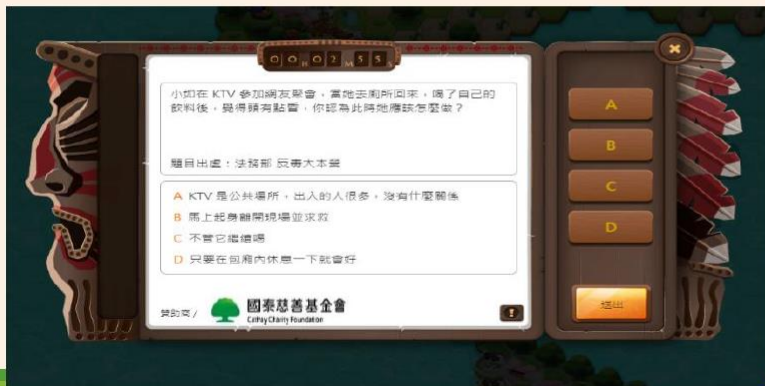 00H02M55S
小如在 KTV 參加網友聚會，當她去廁所回來，喝了自己的
飲料後，覺得頭有點暈，你認為此時她應該怎麼做？
題目出處：法務部 反毒大本營
A KTV 是公共場所，出入的人很多，沒有什麼關係
B 馬上起身離開現場並求救
C 不管它繼續喝
D 只要在包廂內休息一下就會好
贊助商 / 國泰慈善基金會
Cathay Charity Foundation
A
B
C
D
送出